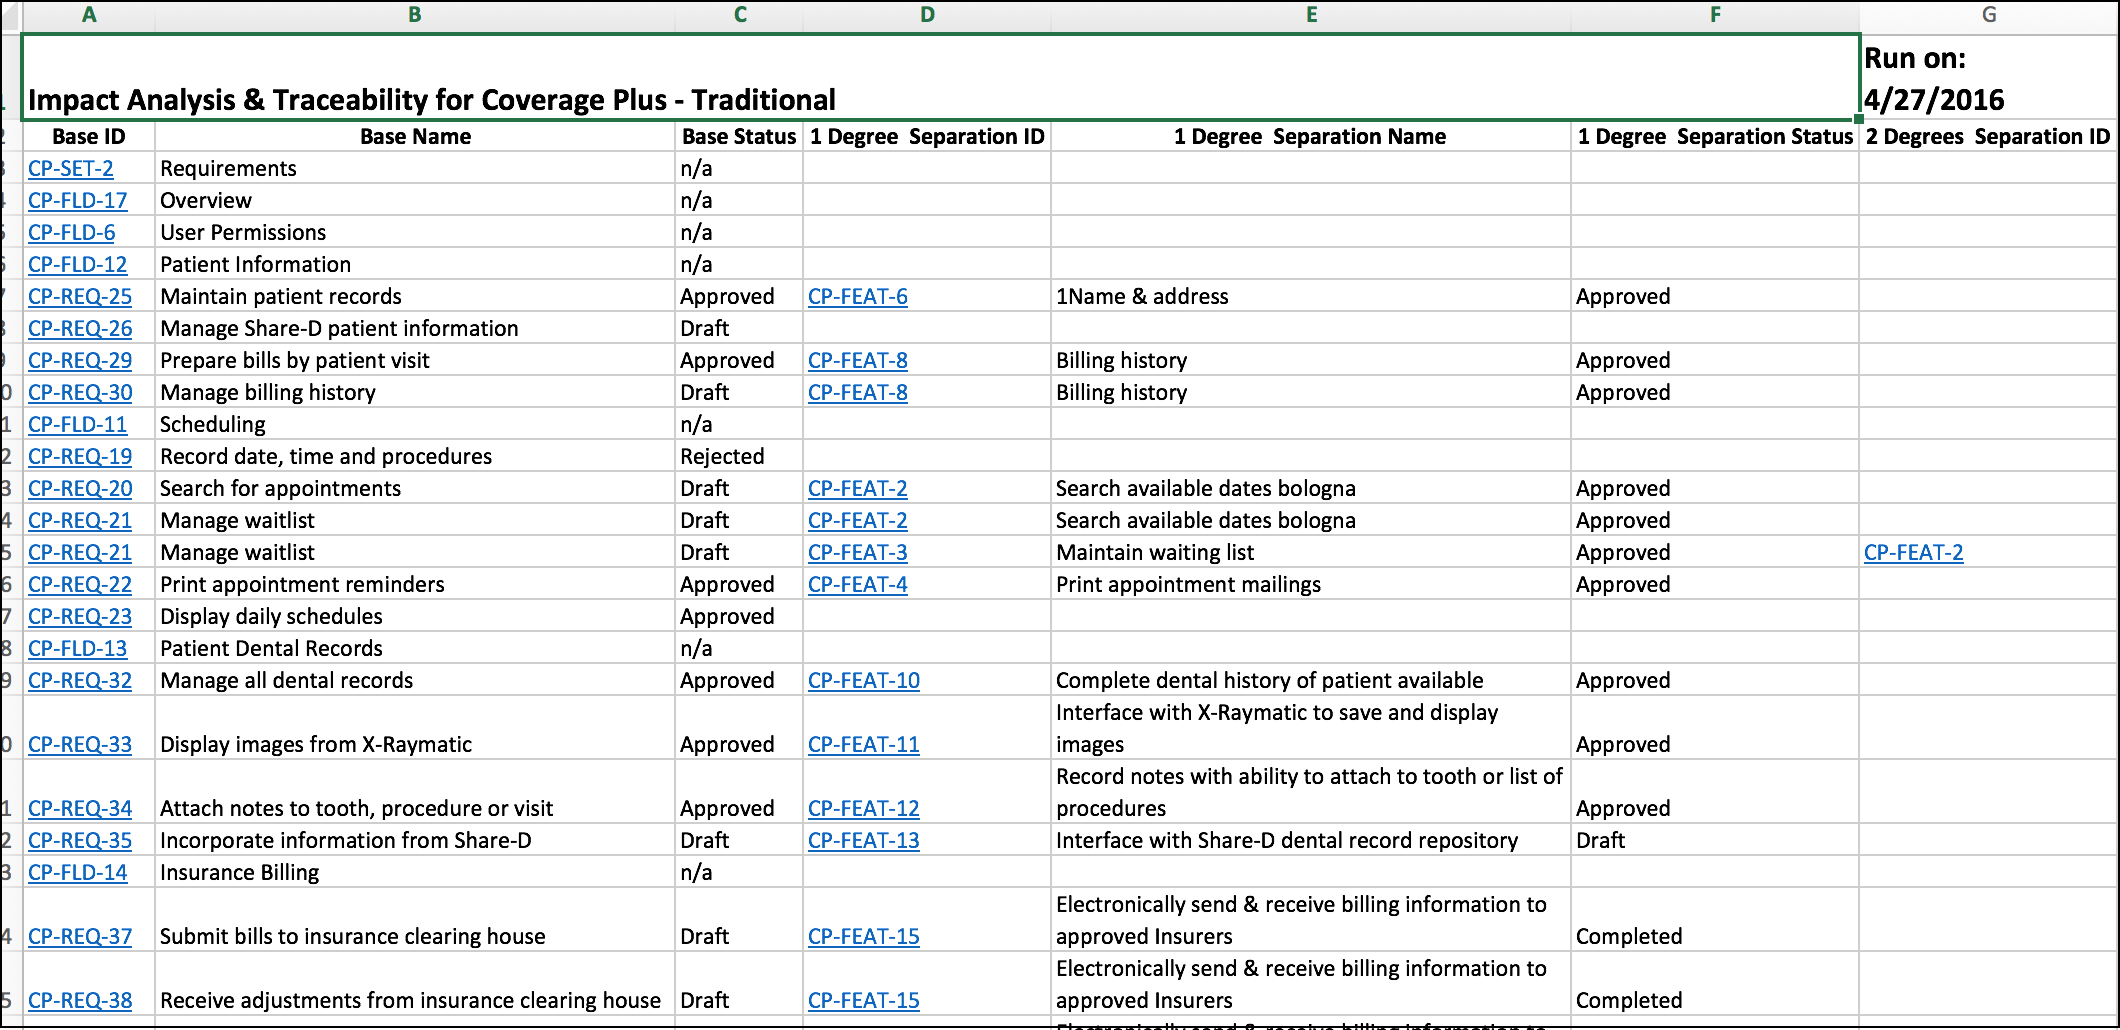 A B C D E F G
Run on:
Impact Analysis & Traceability for Coverage Plus - Traditional 4/27/2016
Base ID Base Name Base Status 1 Degree  Separation ID 1 Degree  Separation Name 1 Degree  Separation Status 2 Degrees  Separation ID
CP-SET-2 Requirements n/a
CP-FLD-17 Overview n/a
CP-FLD-6 User Permissions n/a
CP-FLD-12 Patient Information n/a
CP-REQ-25 Maintain patient records Approved CP-FEAT-6 1Name & address Approved
CP-REQ-26 Manage Share-D patient information Draft
CP-REQ-29 Prepare bills by patient visit Approved CP-FEAT-8 Billing history Approved
CP-REQ-30 Manage billing history Draft CP-FEAT-8 Billing history Approved
CP-FLD-11 Scheduling n/a
CP-REQ-19 Record date, time and procedures Rejected
CP-REQ-20 Search for appointments Draft CP-FEAT-2 Search available dates bologna Approved
CP-REQ-21 Manage waitlist Draft CP-FEAT-2 Search available dates bologna Approved
CP-REQ-21 Manage waitlist Draft CP-FEAT-3 Maintain waiting list Approved CP-FEAT-2
CP-REQ-22 Print appointment reminders Approved CP-FEAT-4 Print appointment mailings Approved
CP-REQ-23 Display daily schedules Approved
CP-FLD-13 Patient Dental Records n/a
CP-REQ-32 Manage all dental records Approved CP-FEAT-10 Complete dental history of patient available Approved
Interface with X-Raymatic to save and display
CP-REQ-33 Display images from X-Raymatic Approved CP-FEAT-11 images Approved
Record notes with ability to attach to tooth or list of
CP-REQ-34 Attach notes to tooth, procedure or visit Approved CP-FEAT-12 procedures Approved
CP-REQ-35 Incorporate information from Share-D Draft CP-FEAT-13 Interface with Share-D dental record repository Draft
CP-FLD-14 Insurance Billing n/a
Electronically send & receive billing information to
CP-REQ-37 Submit bills to insurance clearing house Draft CP-FEAT-15 approved Insurers Completed
Electronically send & receive billing information to
CP-REQ-38 Receive adjustments from insurance clearing house Draft CP-FEAT-15 approved Insurers Completed